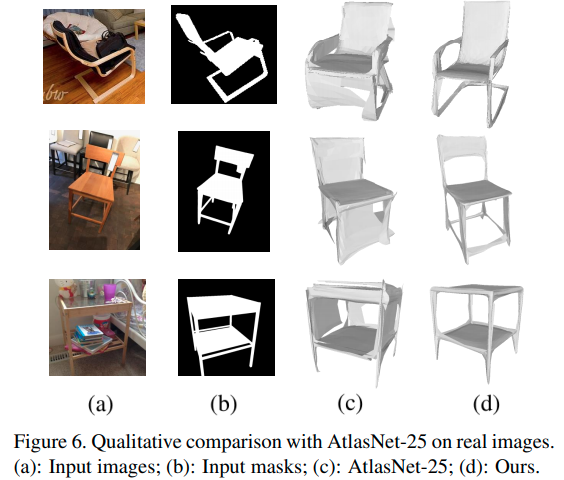 bw
(a)
(b)
(c)
(d)
Figure 6. Qualitative comparison with AtlasNet-25 on real images.
(a): Input images; (b): Input masks; (c): AtlasNet-25; (d): Ours.